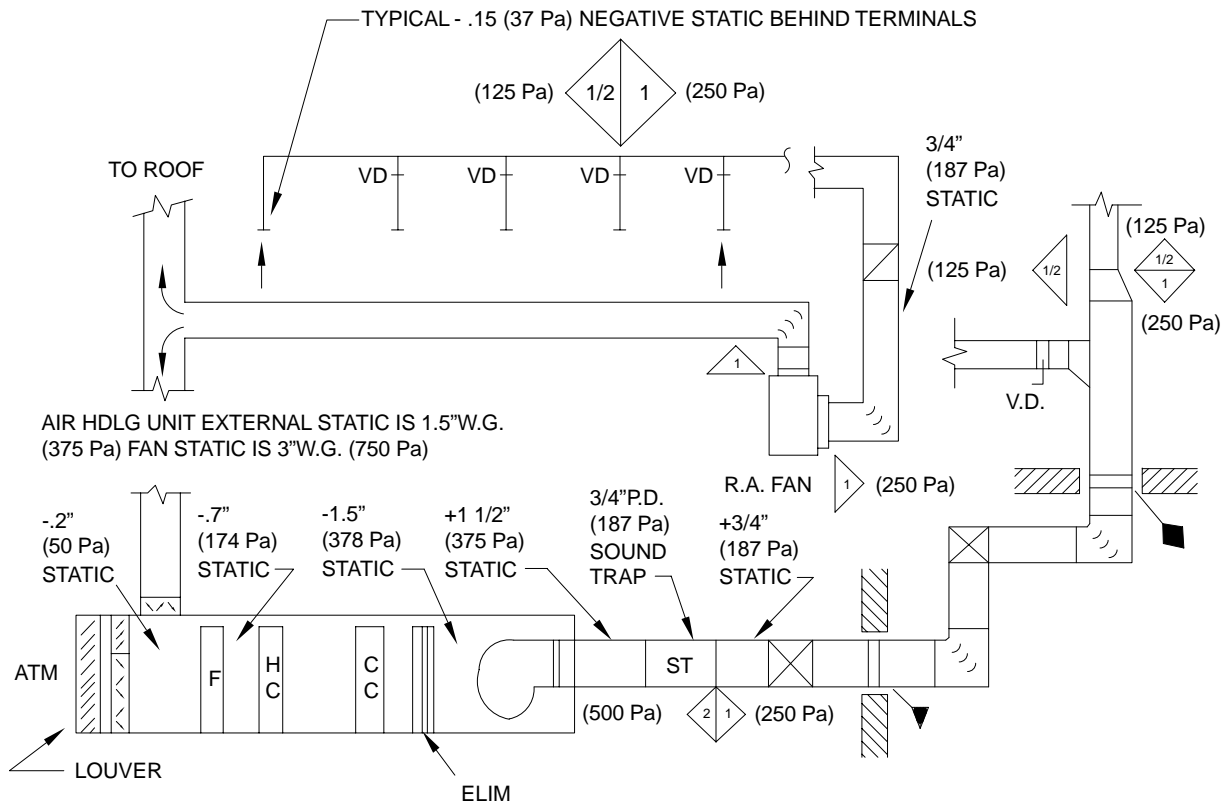 TYPICAL - .15 (37 Pa) NEGATIVE STATIC BEHIND TERMINALS
(125 Pa)
1/2
1
(250 Pa)
TO ROOF
VD
VD
VD
VD
3/4"
(187 Pa)
STATIC
(125 Pa)
1/2
(125 Pa)
1/2
1
(250 Pa)
1
V.D.
AIR HDLG UNIT EXTERNAL STATIC IS 1.5"W.G.
(375 Pa) FAN STATIC IS 3"W.G. (750 Pa)
R.A. FAN
1
(250 Pa)
-.2"
(50 Pa)
STATIC
-.7"
(174 Pa)
STATIC
-1.5"
(378 Pa)
STATIC
+1 1/2"
(375 Pa)
STATIC
3/4"P.D.
(187 Pa)
SOUND
TRAP
+3/4"
(187 Pa)
STATIC
ATM
F
H
C
C
C
ST
(500 Pa)
2
1
(250 Pa)
LOUVER
ELIM